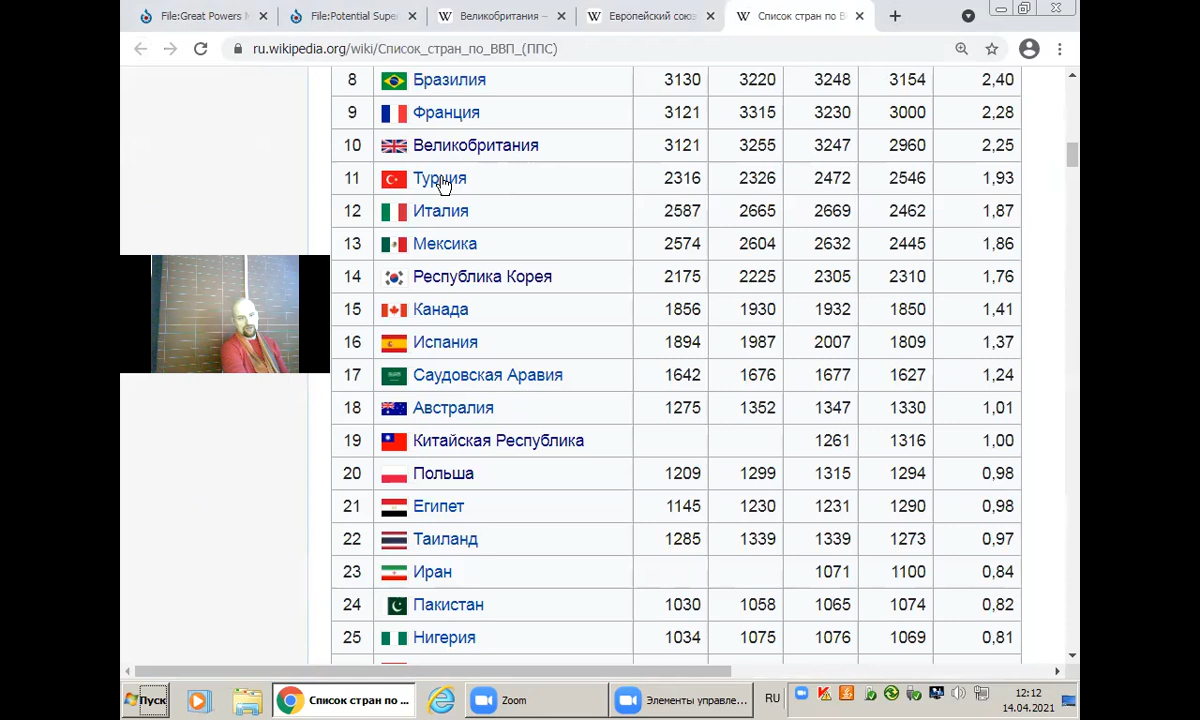 File:Great Powers
File:Potential Supe
Великобритания –
Европейский союз
Список стран по В
ru.wikipedia.org/wiki/Список_стран_по_ВВП_(ППС)
8 Бразилия 3130 3220 3248 3154 2,40
9 Франция 3121 3315 3230 3000 2,28
10 Великобритания 3121 3255 3247 2960 2,25
11 Турция 2316 2326 2472 2546 1,93
12 Италия 2587 2665 2669 2462 1,87
13 Мексика 2574 2604 2632 2445 1,86
14 Республика Корея 2175 2225 2305 2310 1,76
15 Канада 1856 1930 1932 1850 1,41
16 Испания 1894 1987 2007 1809 1,37
17 Саудовская Аравия 1642 1676 1677 1627 1,24
18 Австралия 1275 1352 1347 1330 1,01
19 Китайская Республика 1261 1316 1,00
20 Польша 1209 1299 1315 1294 0,98
21 Египет 1145 1230 1231 1290 0,98
22 Таиланд 1285 1339 1339 1273 0,97
23 Иран 1071 1100 0,84
24 Пакистан 1030 1058 1065 1074 0,82
25 Нигерия 1034 1075 1076 1069 0,81
Пуск
Список стран по ...
Zoom
Элементы управле...
RU
12:12
14.04.2021